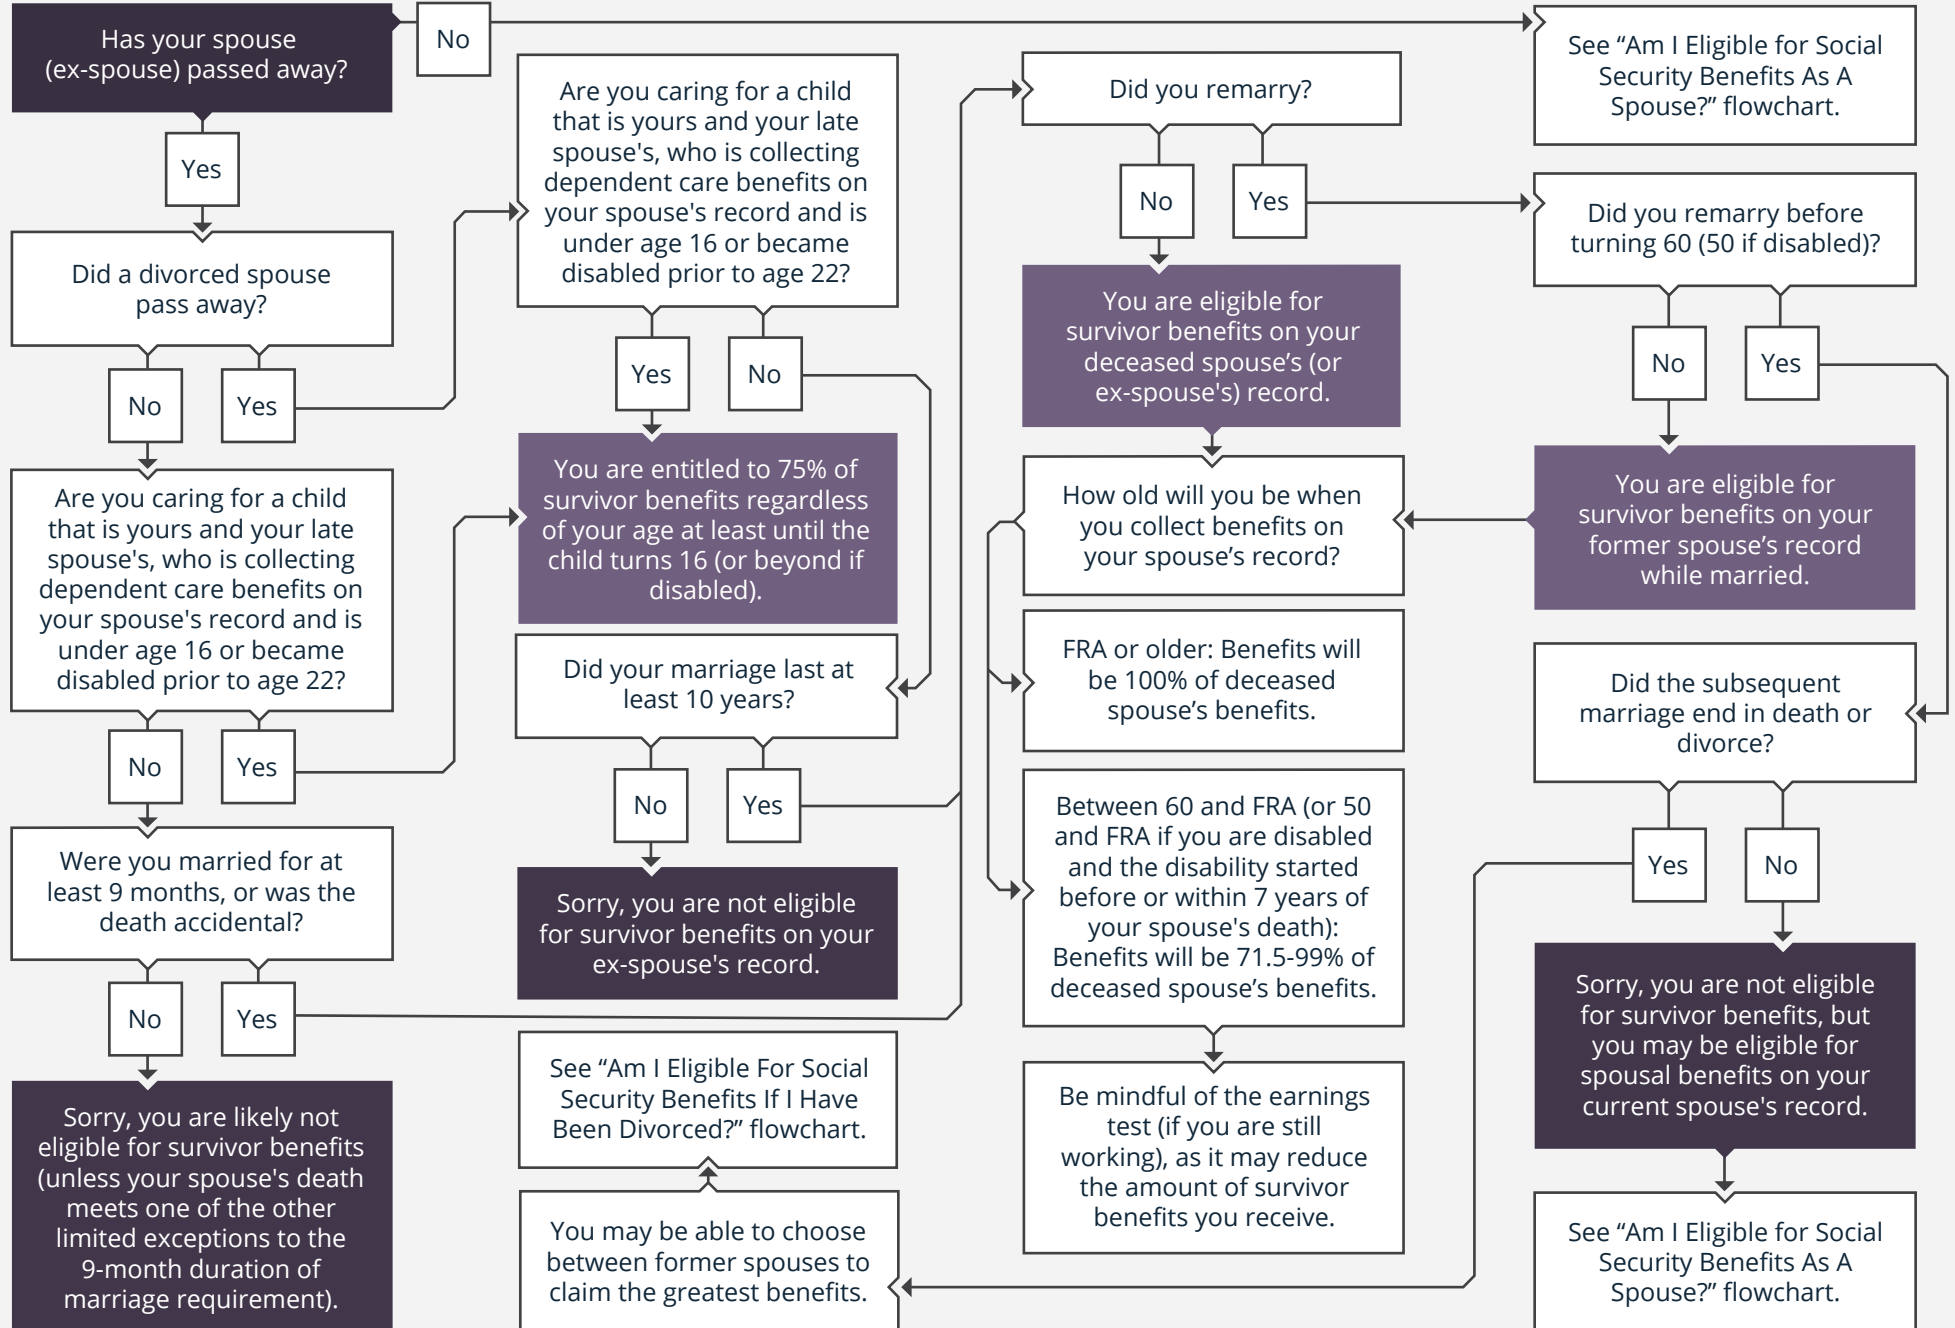 Has your spouse
(ex-spouse) passed away?
No
Yes
See “Am I Eligible for Social
Security Benefits As A
Spouse?” flowchart.
Did a divorced spouse
pass away?
No
Yes
Are you caring for a child
that is yours and your late
spouse's, who is collecting
dependent care benefits on
your spouse's record and is
under age 16 or became
disabled prior to age 22?
No
Yes
Were you married for at
least 9 months, or was the
death accidental?
No
Yes
Sorry, you are likely not
eligible for survivor benefits
(unless your spouse's death
meets one of the other
limited exceptions to the
9-month duration of
marriage requirement).
Are you caring for a child
that is yours and your late
spouse's, who is collecting
dependent care benefits on
your spouse's record and is
under age 16 or became
disabled prior to age 22?
Yes
No
You are entitled to 75% of
survivor benefits regardless
of your age at least until the
child turns 16 (or beyond if
disabled).
Did your marriage last at
least 10 years?
No
Yes
Sorry, you are not eligible
for survivor benefits on your
ex-spouse's record.
See “Am I Eligible For Social
Security Benefits If I Have
Been Divorced?” flowchart.
You may be able to choose
between former spouses to
claim the greatest benefits.
Did you remarry?
No
Yes
You are eligible for
survivor benefits on your
deceased spouse’s (or
ex-spouse's) record.
How old will you be when
you collect benefits on
your spouse’s record?
FRA or older: Benefits will
be 100% of deceased
spouse’s benefits.
Between 60 and FRA (or 50
and FRA if you are disabled
and the disability started
before or within 7 years of
your spouse's death):
Benefits will be 71.5-99% of
deceased spouse’s benefits.
Be mindful of the earnings
test (if you are still
working), as it may reduce
the amount of survivor
benefits you receive.
Did you remarry before
turning 60 (50 if disabled)?
No
Yes
You are eligible for
survivor benefits on your
former spouse’s record
while married.
Did the subsequent
marriage end in death or
divorce?
Yes
No
Sorry, you are not eligible
for survivor benefits, but
you may be eligible for
spousal benefits on your
current spouse's record.
See “Am I Eligible for Social
Security Benefits As A
Spouse?” flowchart.